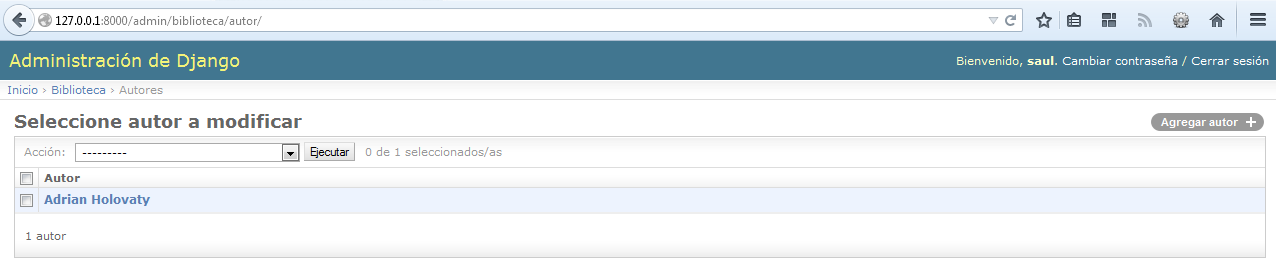 127.0.0.1:8000/admin/biblioteca/autor/
Administración de Django
Bienvenido, saul. Cambiar contraseña / Cerrar sesión
Inicio › Biblioteca › Autores
Seleccione autor a modificar
Agregar autor +
Acción: --------- Ejecutar 0 de 1 seleccionados/as
Autor
Adrian Holovaty
1 autor